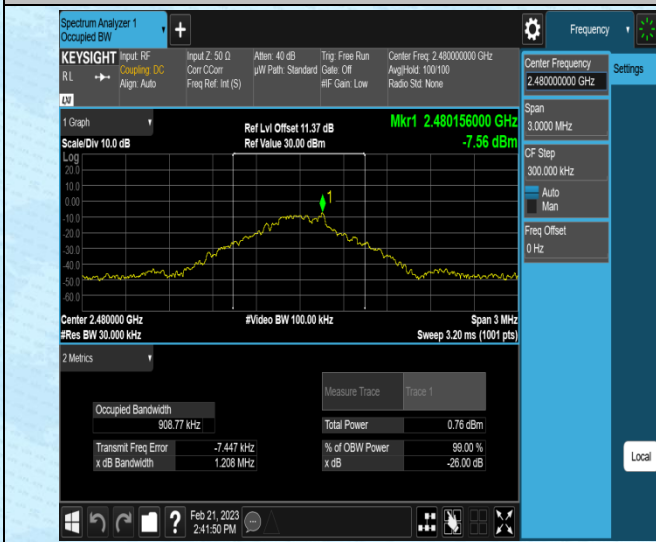 Spectrum Analyzer 1
Occupied BW
+
Frequency
KEYSIGHT
RL
Input: RF
Coupling: DC
Align: Auto
Input Z: 50 Ω
Corr CCorr
Freq Ref: Int (S)
Atten: 40 dB
µW Path: Standard
Trig: Free Run
Gate: Off
#IF Gain: Low
Center Freq: 2.480000000 GHz
Avg|Hold: 100/100
Radio Std: None
LXI
Center Frequency
2.480000000 GHz
Settings
Span
3.0000 MHz
CF Step
300.000 kHz
Auto
Man
Freq Offset
0 Hz
1 Graph
Scale/Div 10.0 dB
Ref Lvl Offset 11.37 dB
Ref Value 30.00 dBm
Mkr1 2.480156000 GHz
-7.56 dBm
Log
20.0
10.0
0.00
-10.0
-20.0
-30.0
-40.0
-50.0
-60.0
1
Center 2.480000 GHz
#Res BW 30.000 kHz
#Video BW 100.00 kHz
Span 3 MHz
Sweep 3.20 ms (1001 pts)
2 Metrics
Measure Trace
Trace 1
Occupied Bandwidth
908.77 kHz
Total Power
0.76 dBm
Transmit Freq Error
-7.447 kHz
% of OBW Power
99.00 %
x dB Bandwidth
1.208 MHz
x dB
-26.00 dB
Local
?
Feb 21, 2023
2:41:50 PM